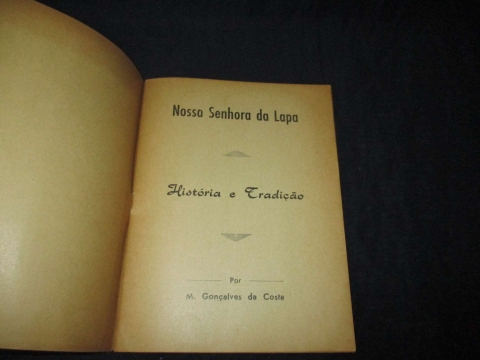 Nossa Senhora da Lapa
História e Tradição
Por
M. Gonçalves da Costa